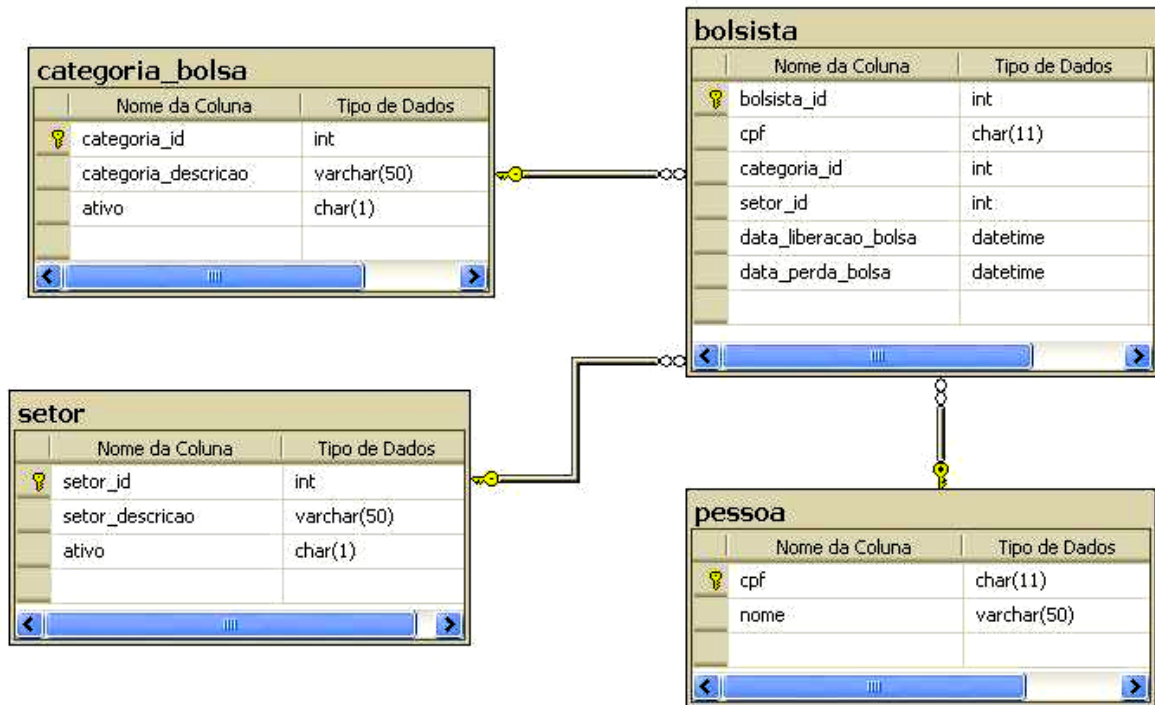 categoria_bolsa
Nome da Coluna Tipo de Dados
categoria_id int
categoria_descricao varchar(50)
ativo char(1)
bolsista
Nome da Coluna Tipo de Dados
bolsista_id int
cpf char(11)
categoria_id int
setor_id int
data_liberacao_bolsa datetime
data_perda_bolsa datetime
setor
Nome da Coluna Tipo de Dados
setor_id int
setor_descricao varchar(50)
ativo char(1)
pessoa
Nome da Coluna Tipo de Dados
cpf char(11)
nome varchar(50)